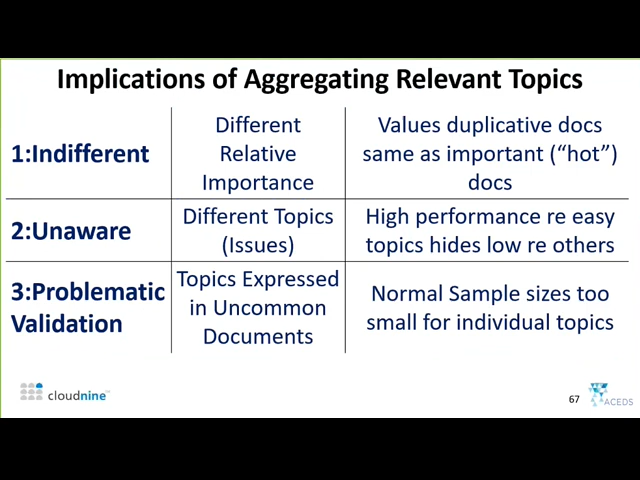 Implications of Aggregating Relevant Topics
1:Indifferent
Different
Relative
Importance
Values duplicative docs
same as important (“hot”)
docs
2:Unaware
Different Topics
(Issues)
High performance re easy
topics hides low re others
3:Problematic
Validation
Topics Expressed
in Uncommon
Documents
Normal Sample sizes too
small for individual topics
cloudnine
67
ACEDS